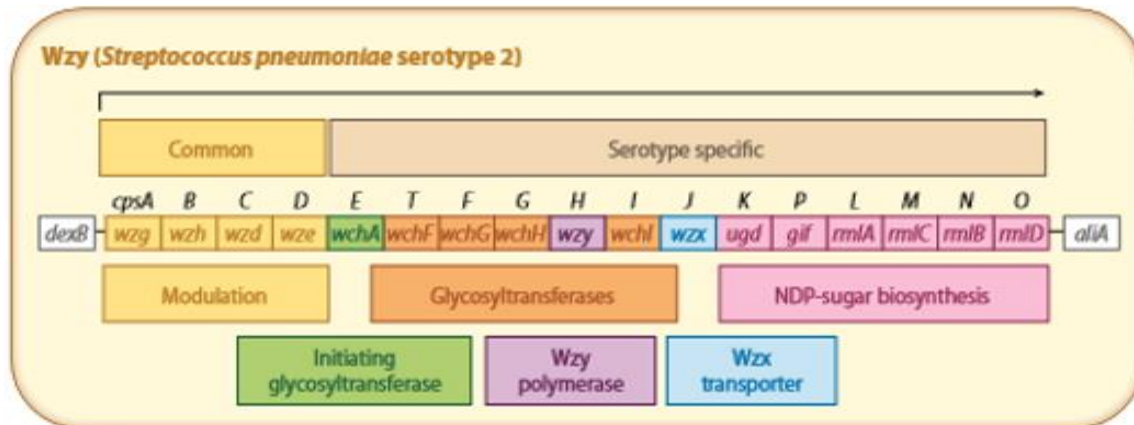 Wzy (Streptococcus pneumoniae serotype 2)
Common Serotype specific
cpsA B C D E T F G H I J K P L M N O
dexB wzg wzh wzd wze wchA wchF wchG wchH wzy wchI wzx ugd glf rmlA rmlC rmlB rmlD aliA
Modulation Glycosyltransferases NDP-sugar biosynthesis
Initiating Wzy Wzx
glycosyltransferase polymerase transporter